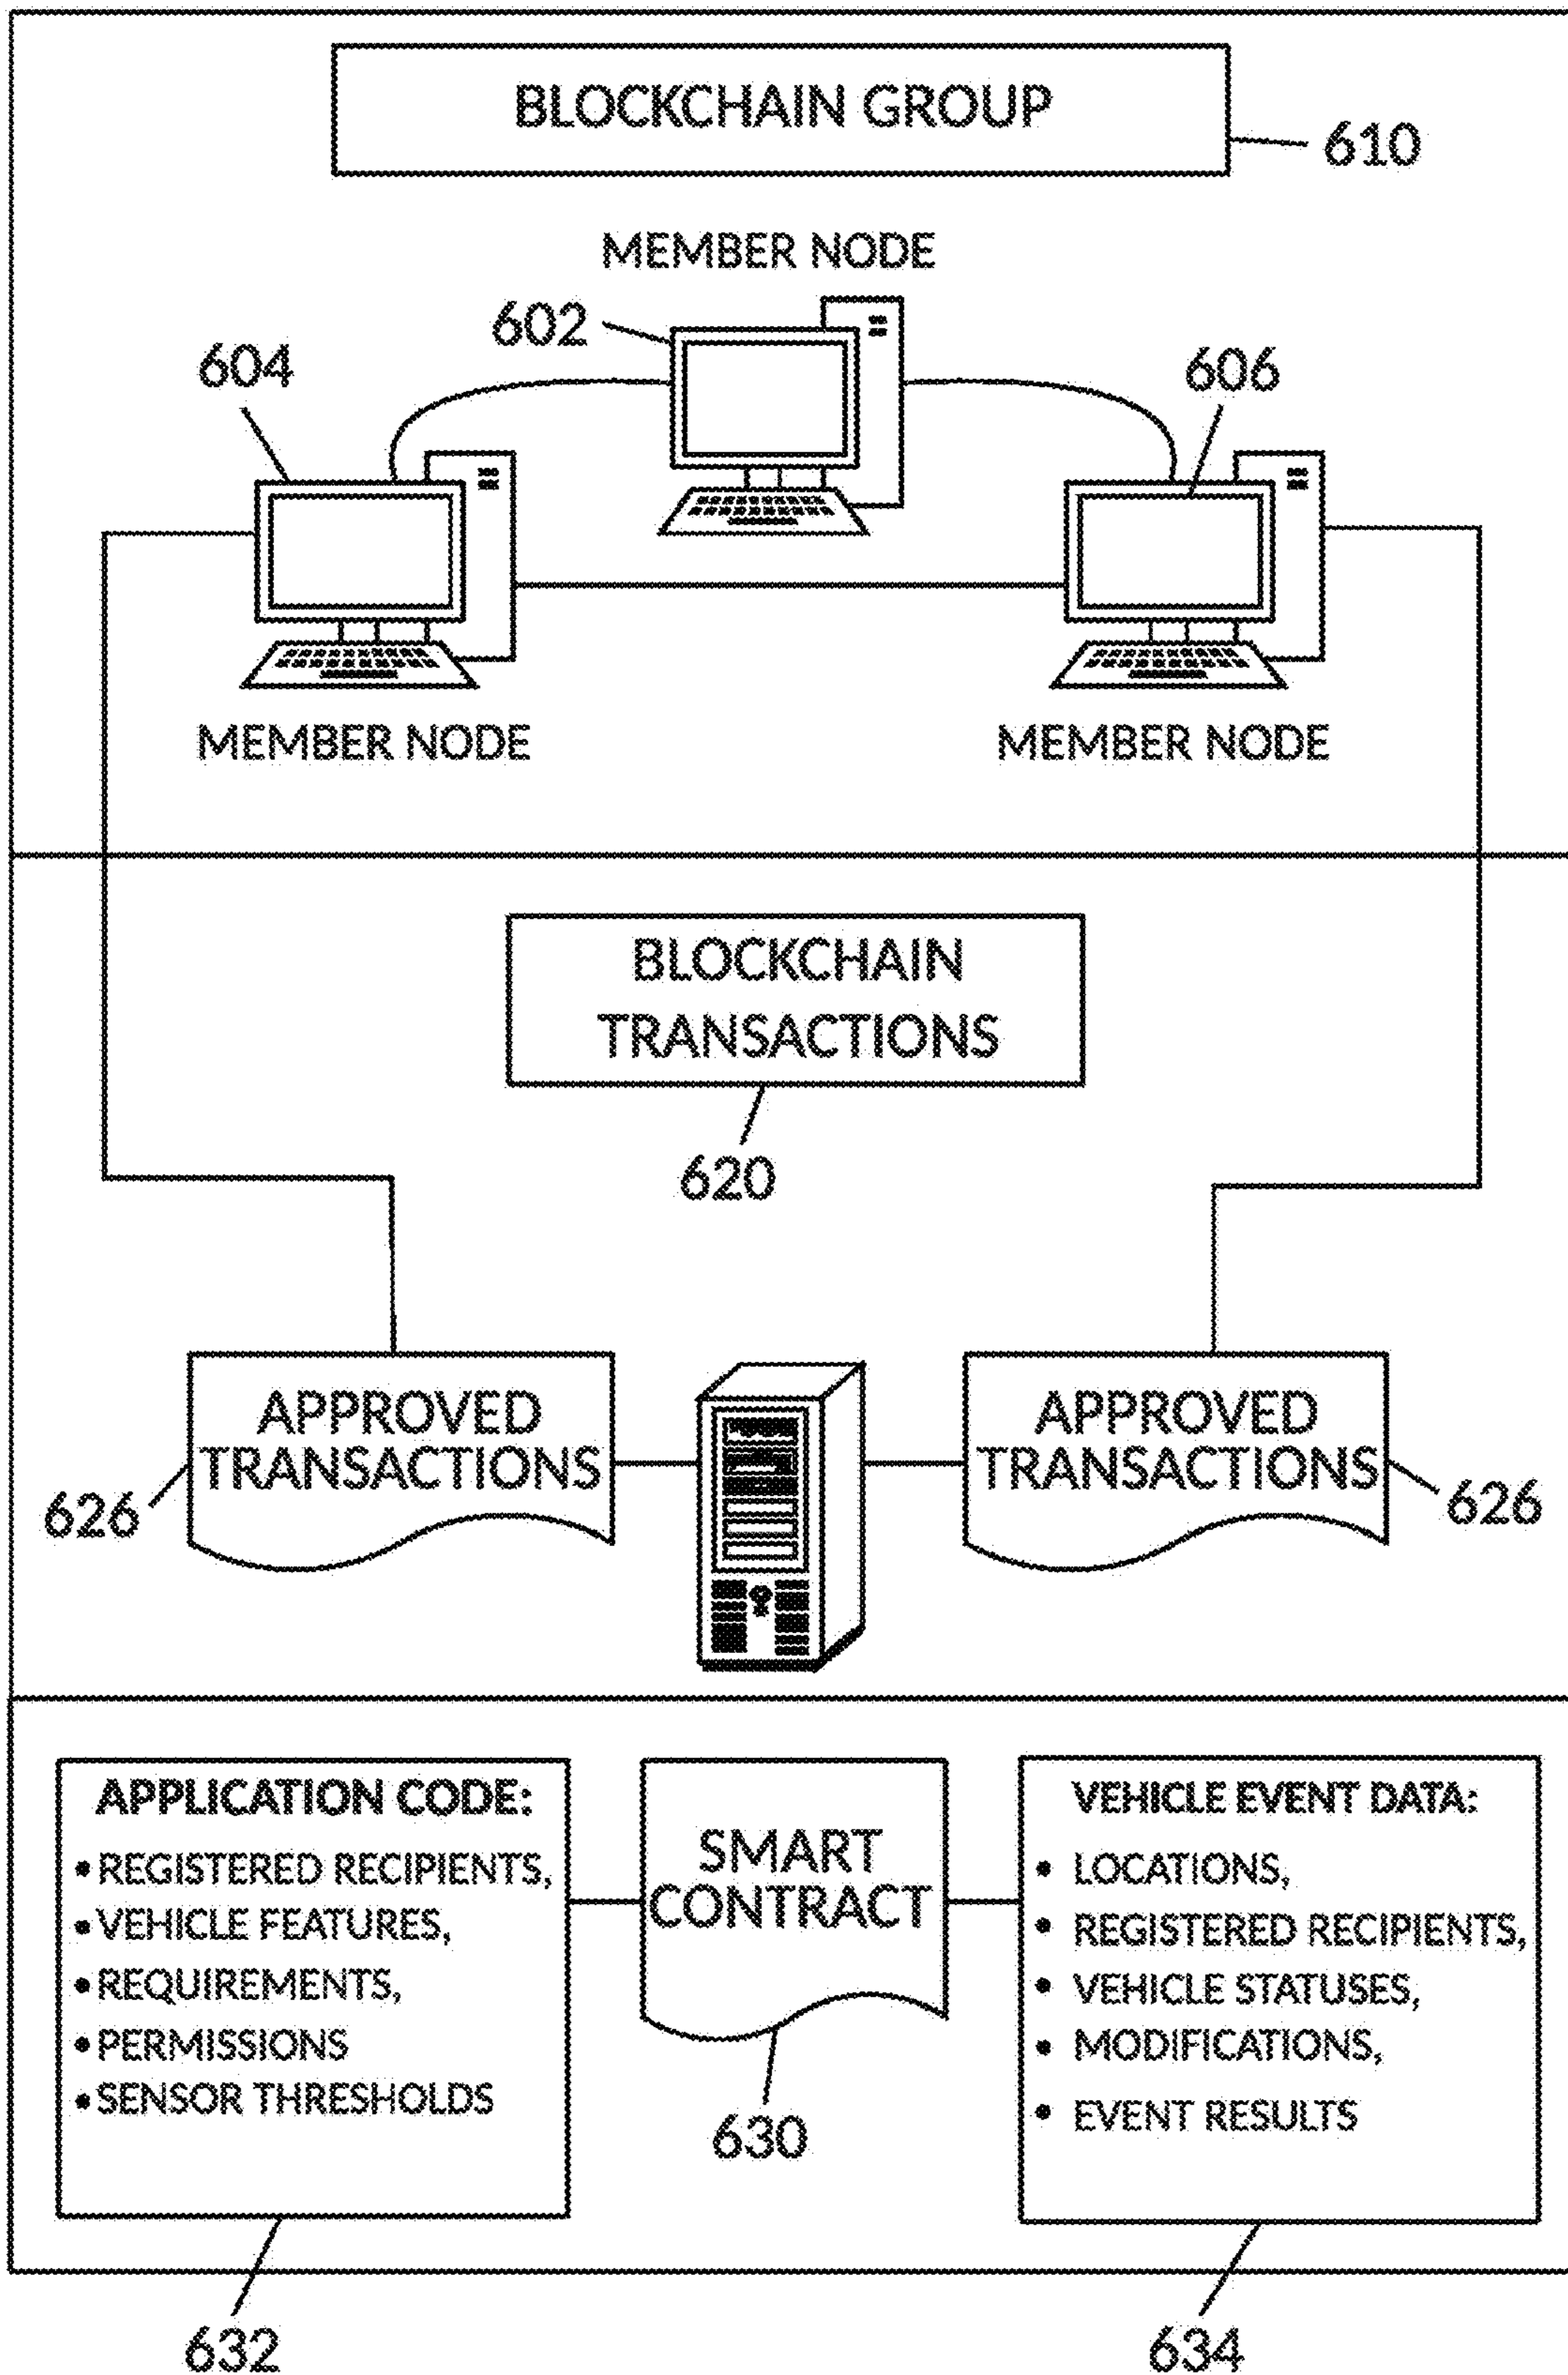 BLOCKCHAIN GROUP
610
MEMBER NODE
602
604
606
MEMBER NODE
MEMBER NODE
BLOCKCHAIN
TRANSACTIONS
620
APPROVED
TRANSACTIONS
626
APPROVED
TRANSACTIONS
626
APPLICATION CODE:
• REGISTERED RECIPIENTS,
• VEHICLE FEATURES,
• REQUIREMENTS,
• PERMISSIONS
• SENSOR THRESHOLDS
SMART
CONTRACT
630
VEHICLE EVENT DATA:
• LOCATIONS,
• REGISTERED RECIPIENTS,
• VEHICLE STATUSES,
• MODIFICATIONS,
• EVENT RESULTS
632
634